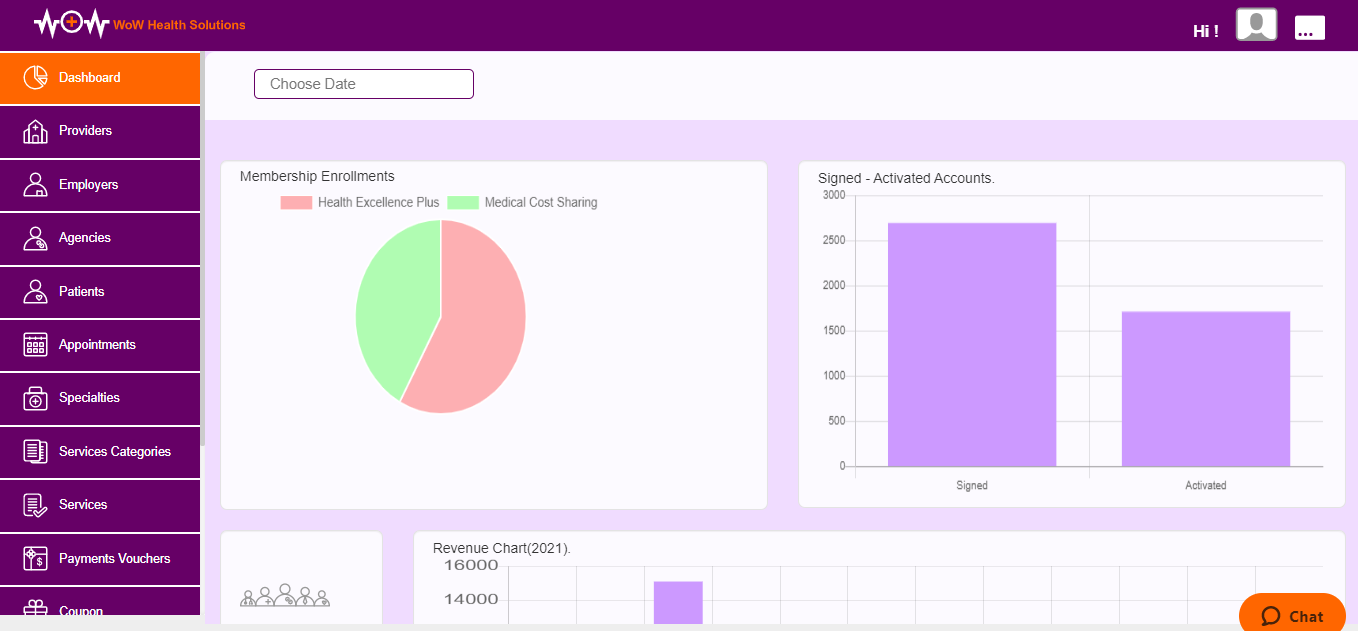 WoW Health Solutions
Hi !
...
Dashboard
Choose Date
Providers
Employers
Agencies
Patients
Appointments
Specialties
Services Categories
Services
Payments Vouchers
Coupon
Membership Enrollments
Health Excellence Plus
Medical Cost Sharing
Signed - Activated Accounts.
3000
2500
2000
1500
1000
500
0
Signed
Activated
Revenue Chart(2021).
16000
14000
Chat